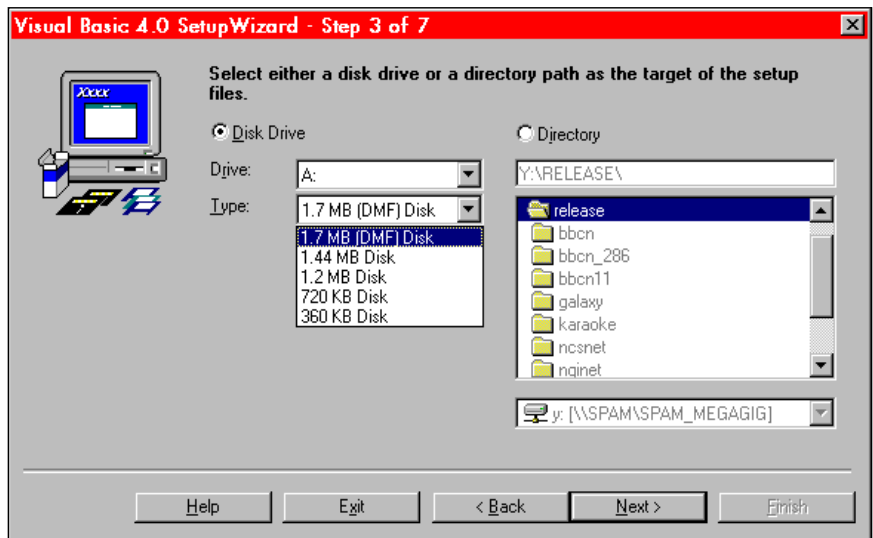 Visual Basic 4.0 SetupWizard - Step 3 of 7
Xxxx
Select either a disk drive or a directory path as the target of the setup
files.
Disk Drive
Drive:
A:
Type:
1.7 MB (DMF) Disk
1.7 MB (DMF) Disk
1.44 MB Disk
1.2 MB Disk
720 KB Disk
360 KB Disk
Directory
Y:\RELEASE\
release
bbcn
bbcn_286
bbcn11
galaxy
karaoke
ncsnet
nginet
y: [\\SPAM\SPAM_MEGAGIG]
Help
Exit
< Back
Next >
Finish